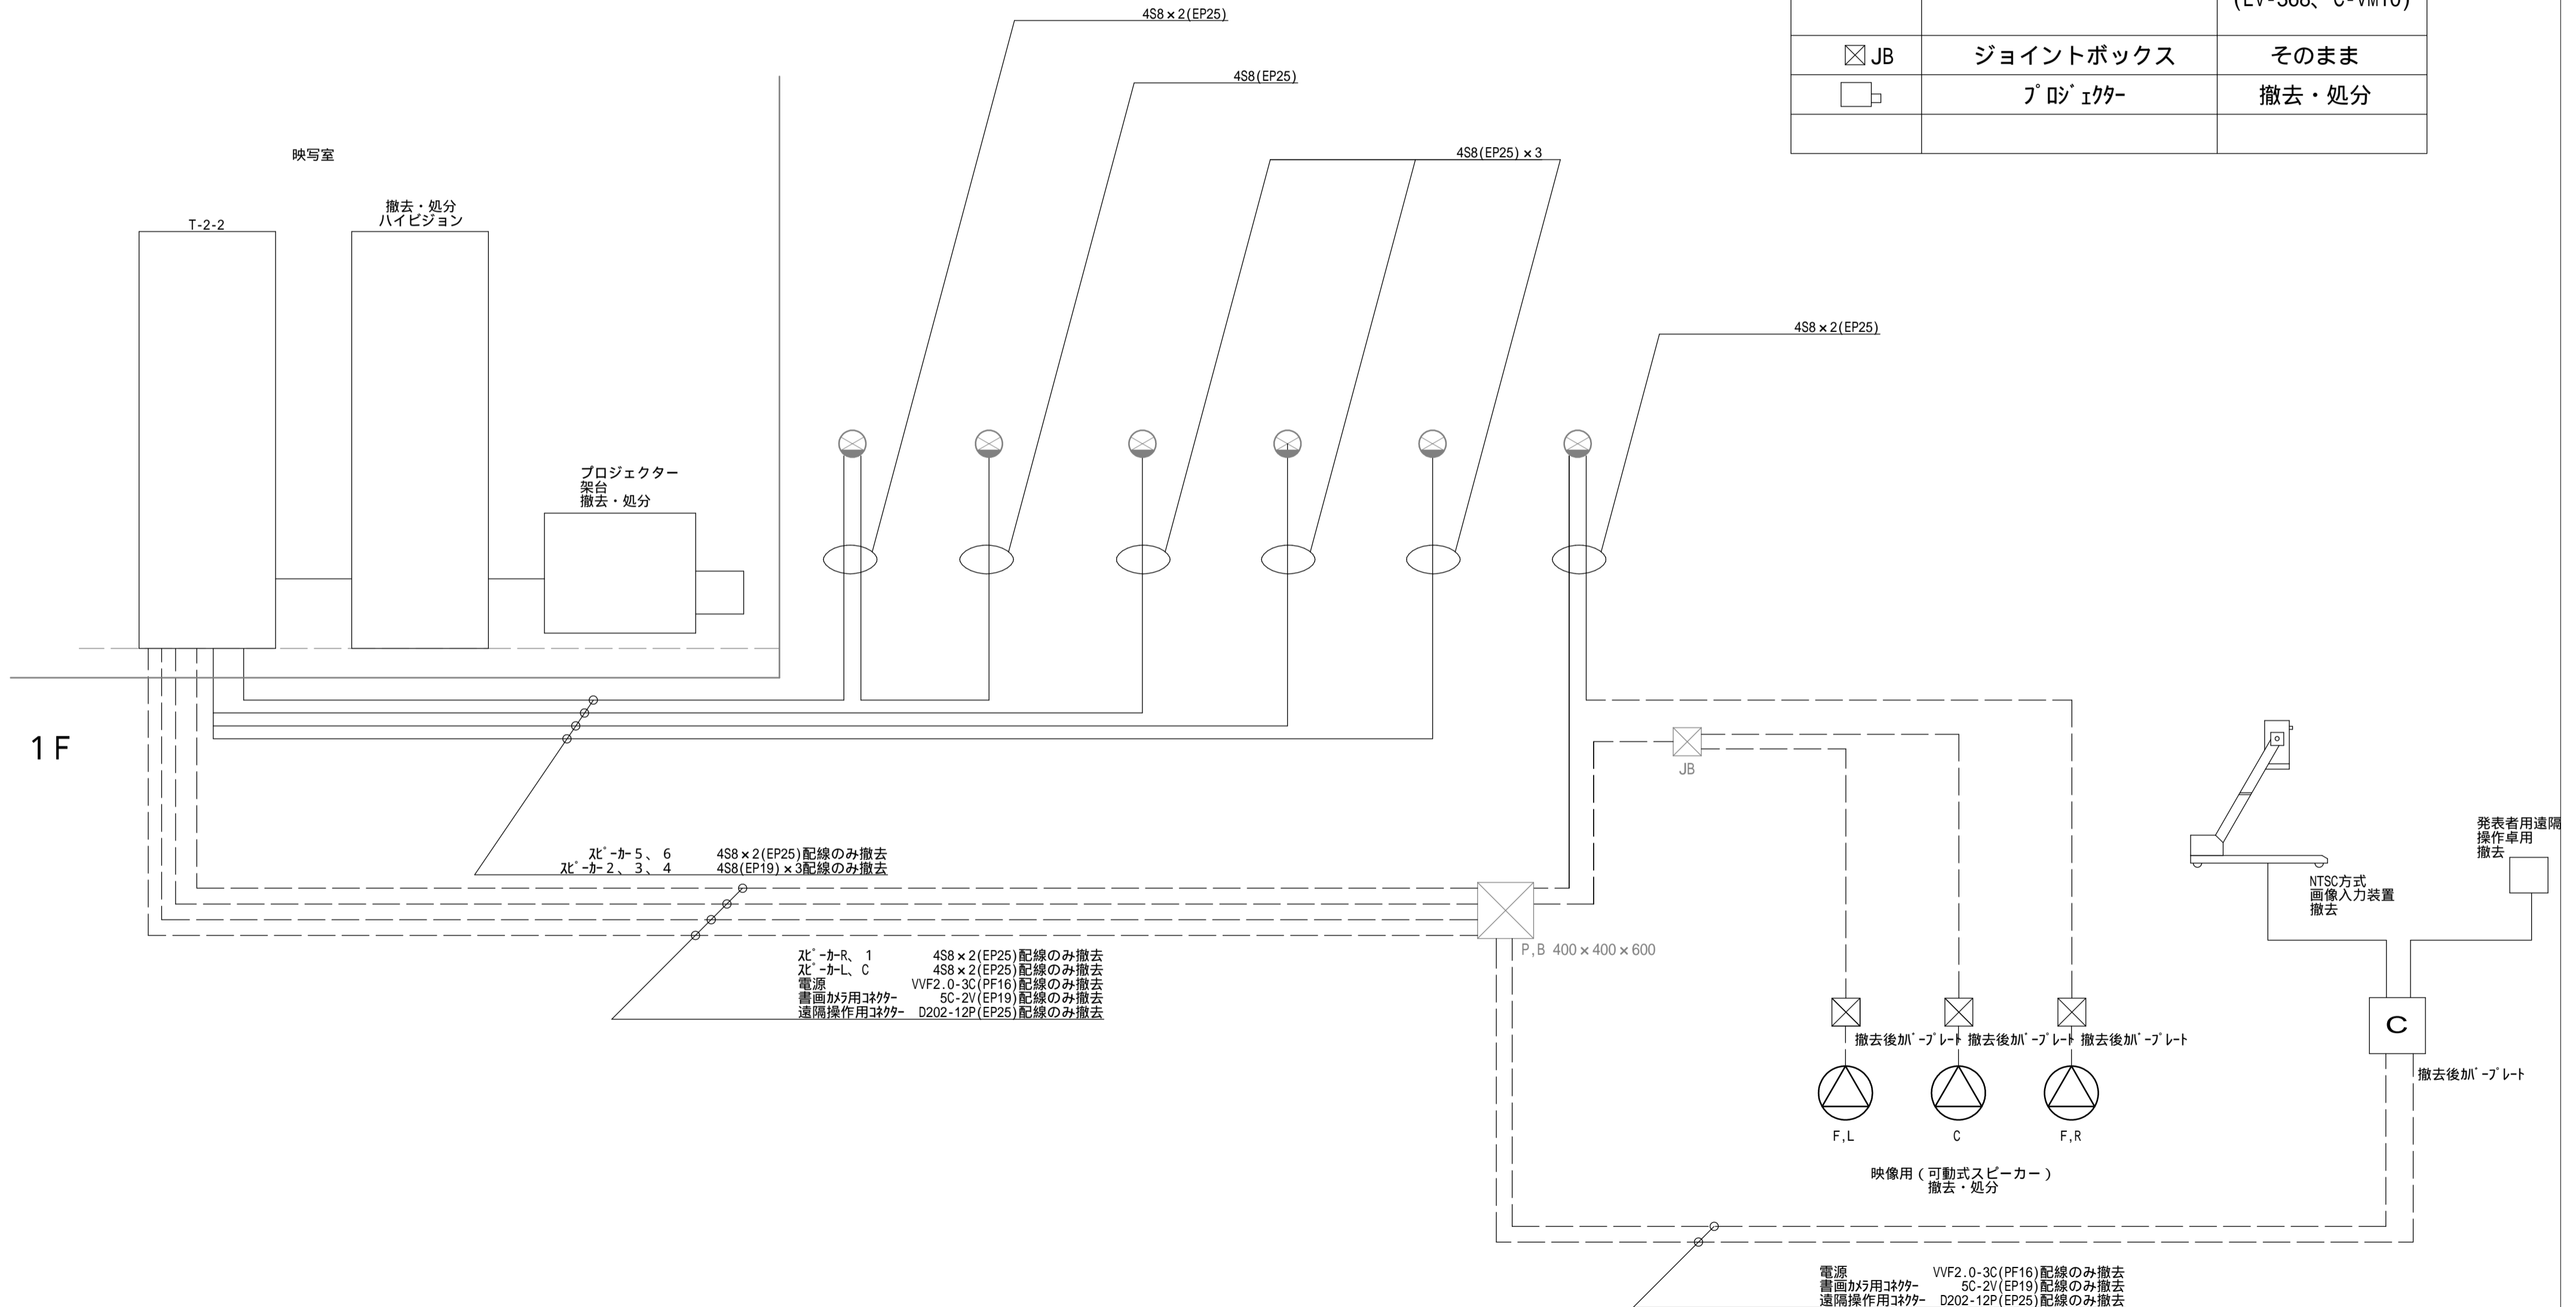 4S8×2(EP25)
(EV-308、C-VM10)
☒ JB ジョイントボックス そのまま
プロジェクター 撤去・処分
4S8(EP25)
4S8(EP25)×3
映写室
撤去・処分
ハイビジョン
T-2-2
4S8×2(EP25)
プロジェクター
架台
撤去・処分
1F
JB
発表者用遠隔
操作卓用
撤去
スピーカー5、6 4S8×2(EP25)配線のみ撤去
スピーカー2、3、4 4S8(EP19)×3配線のみ撤去
NTSC方式
画像入力装置
撤去
P,B 400×400×600
スピーカーR、1 4S8×2(EP25)配線のみ撤去
スピーカーL、C 4S8×2(EP25)配線のみ撤去
電源 VVF2.0-3C(PF16)配線のみ撤去
書画カメラ用コネクター 5C-2V(EP19)配線のみ撤去
遠隔操作用コネクター D202-12P(EP25)配線のみ撤去
C
撤去後カバープレート 撤去後カバープレート 撤去後カバープレート
撤去後カバープレート
F,L C F,R
映像用(可動式スピーカー)
撤去・処分
電源 VVF2.0-3C(PF16)配線のみ撤去
書画カメラ用コネクター 5C-2V(EP19)配線のみ撤去
遠隔操作用コネクター D202-12P(EP25)配線のみ撤去